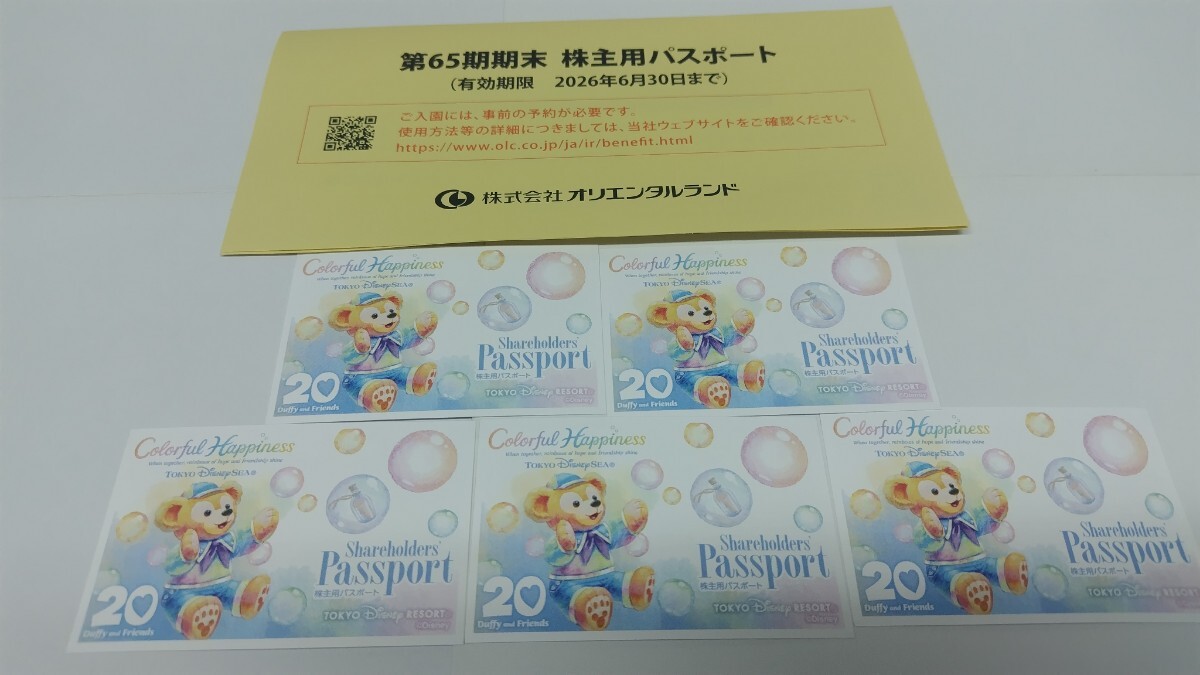 第65期期末 株主用パスポート
(有効期限 2026年6月30日まで)
ご入園には、事前の予約が必要です。
使用方法等の詳細につきましては、当社ウェブサイトをご確認ください。
https://www.olc.co.jp/ja/ir/benefit.html
株式会社オリエンタルランド
Colorful Happiness
TOKYO DisneySEA®
Shareholders'
Passport
株主用パスポート
20
Duffy and Friends
TOKYO Disney RESORT
©Disney
Colorful Happiness
TOKYO DisneySEA®
Shareholders'
Passport
株主用パスポート
20
Duffy and Friends
TOKYO Disney RESORT
©Disney
Colorful Happiness
TOKYO DisneySEA®
Shareholders'
Passport
株主用パスポート
20
Duffy and Friends
TOKYO Disney RESORT
©Disney
Colorful Happiness
TOKYO DisneySEA®
Shareholders'
Passport
株主用パスポート
20
Duffy and Friends
TOKYO Disney RESORT
©Disney
Colorful Happiness
TOKYO DisneySEA®
Shareholders'
Passport
株主用パスポート
20
Duffy and Friends
TOKYO Disney RESORT
©Disney